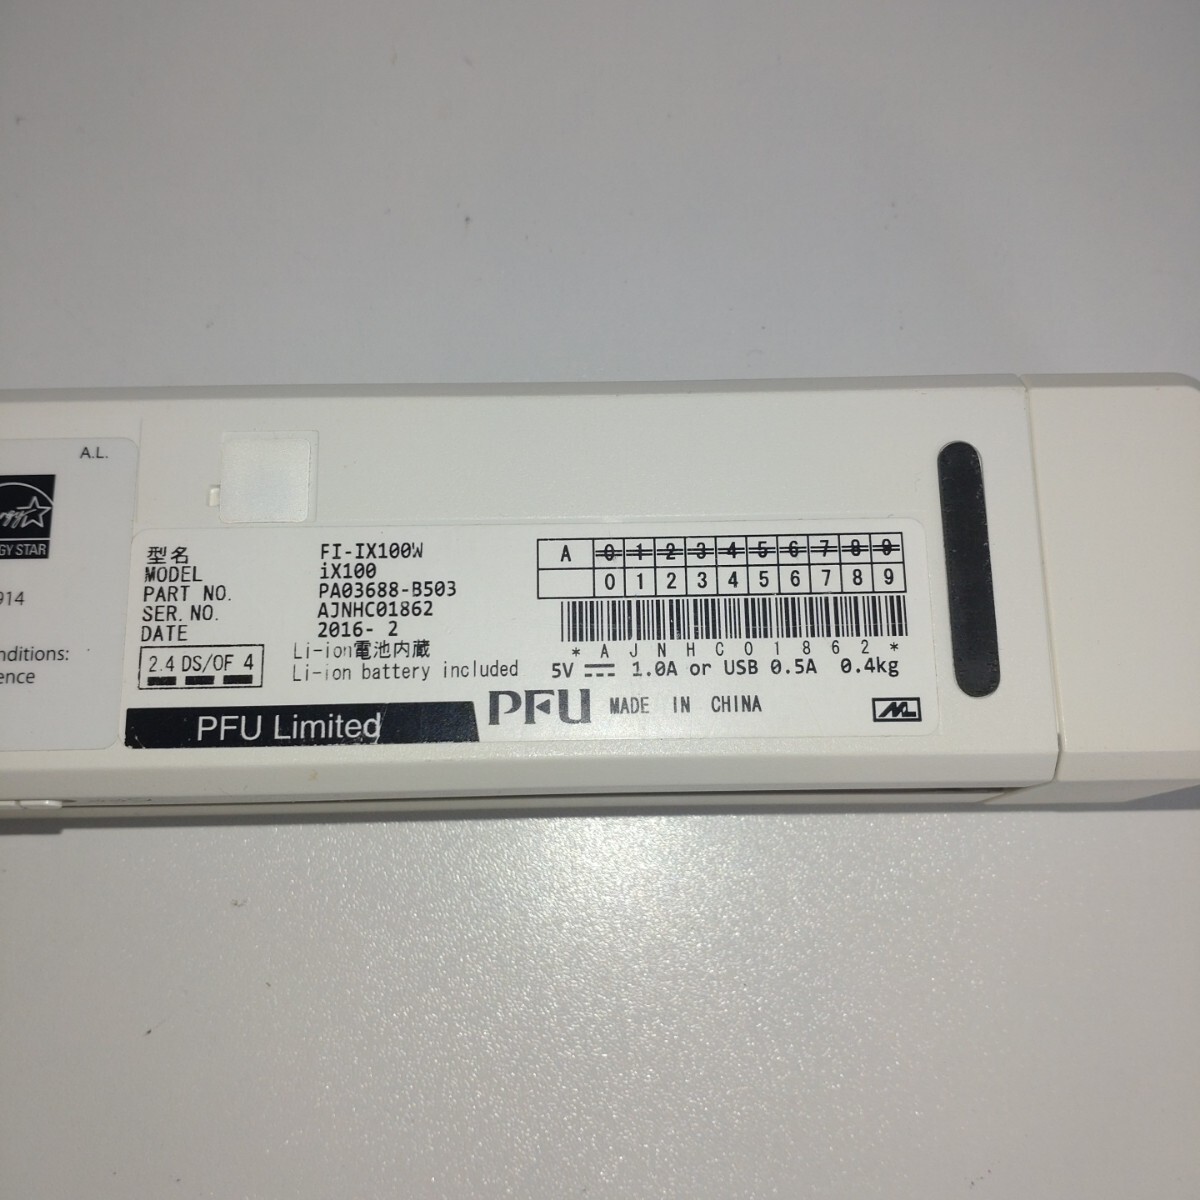 A.L.
ergy
GY STAR
914
nditions:
ence
型名 FI-IX100W
MODEL iX100
PART NO. PA03688-B503
SER. NO. AJNHC01862
DATE 2016- 2
2.4 DS/OF 4
Li-ion電池内蔵
Li-ion battery included
A 0 1 2 3 4 5 6 7 8 9
0 1 2 3 4 5 6 7 8 9
* A J N H C 0 1 8 6 2 *
5V 1.0A or USB 0.5A 0.4kg
PFU Limited
PFU MADE IN CHINA